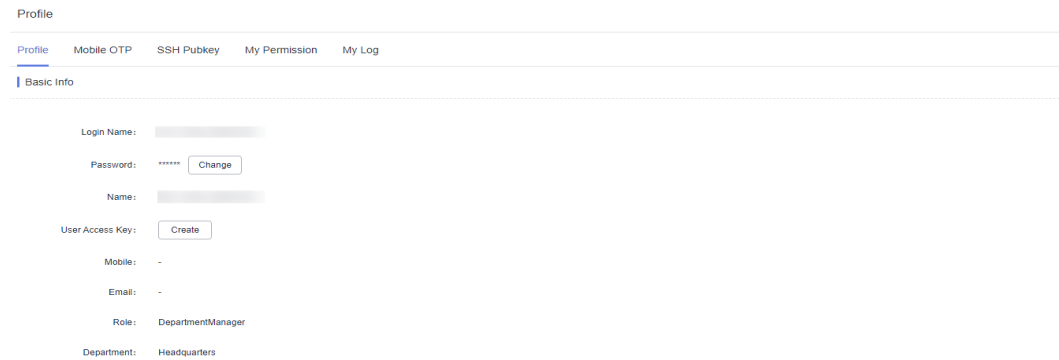 Profile
Profile Mobile OTP SSH Pubkey My Permission My Log
Basic Info
Login Name:
Password: ****** Change
Name:
User Access Key: Create
Mobile: -
Email: -
Role: DepartmentManager
Department: Headquarters